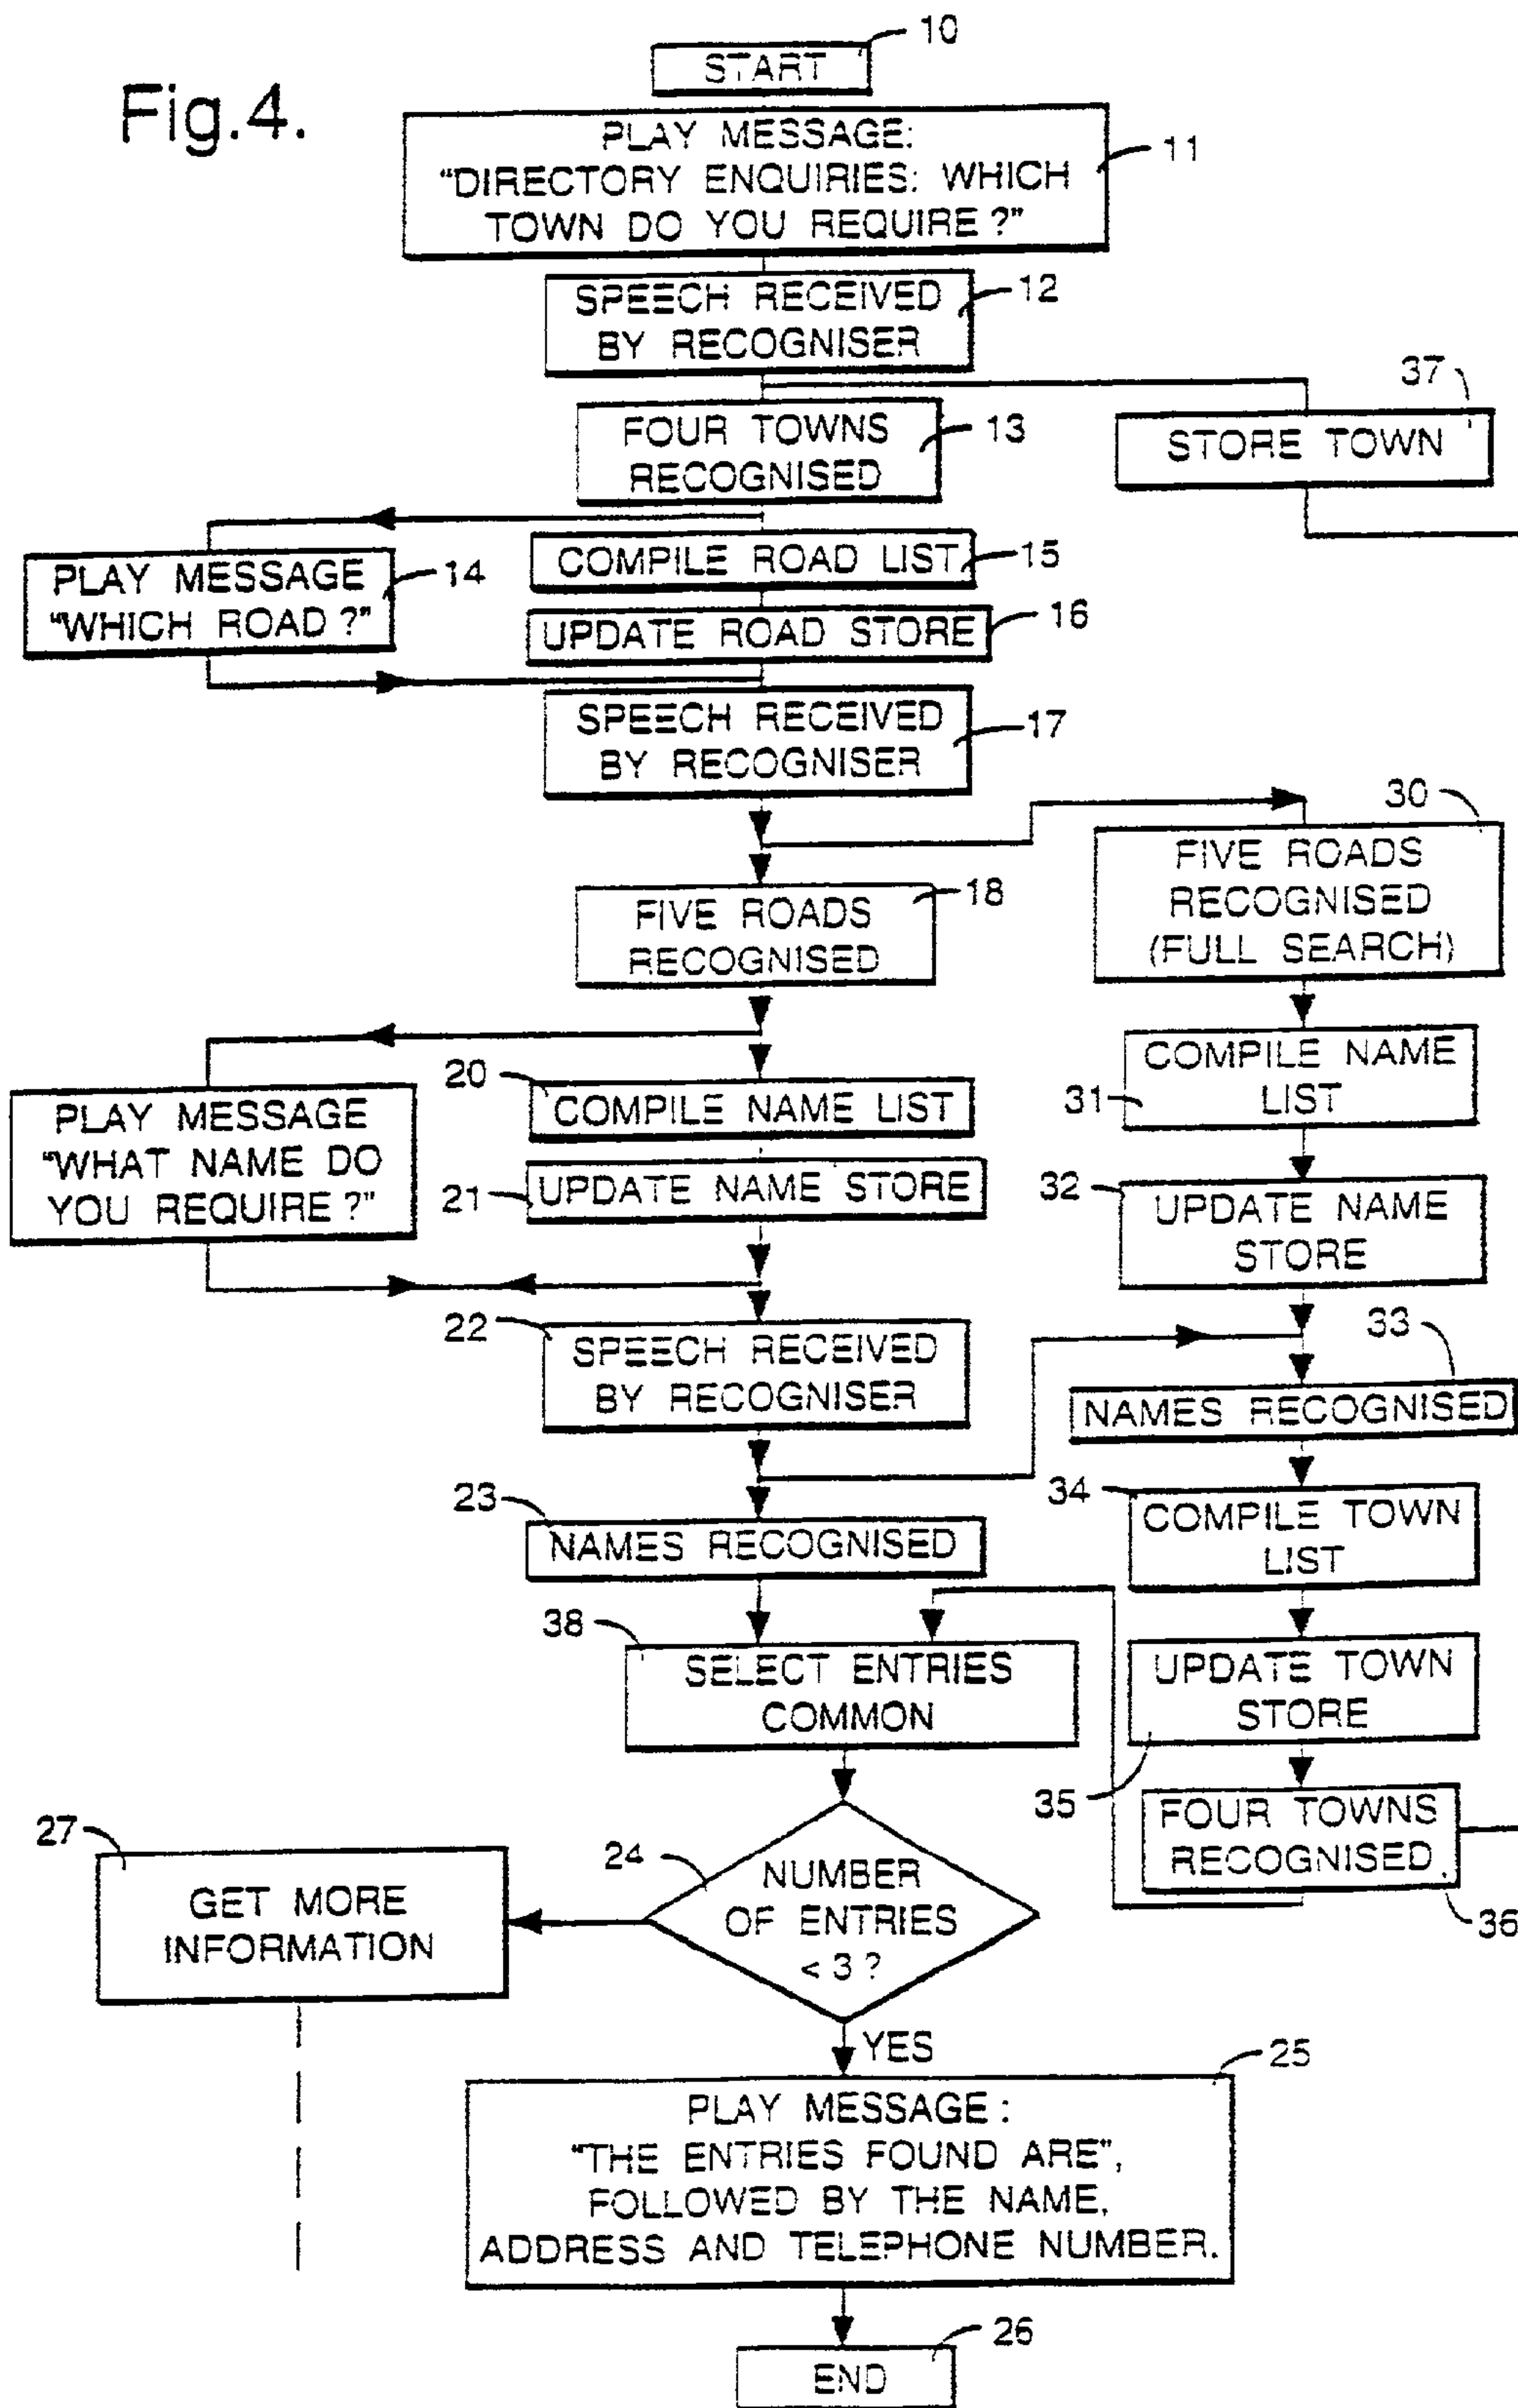 Fig.4.
10
START
PLAY MESSAGE:
"DIRECTORY ENQUIRIES: WHICH
TOWN DO YOU REQUIRE?"
11
SPEECH RECEIVED
BY RECOGNISER
12
FOUR TOWNS
RECOGNISED
13
37
STORE TOWN
PLAY MESSAGE
"WHICH ROAD?"
14
COMPILE ROAD LIST
15
UPDATE ROAD STORE
16
SPEECH RECEIVED
BY RECOGNISER
17
30
FIVE ROADS
RECOGNISED
(FULL SEARCH)
FIVE ROADS
RECOGNISED
18
COMPILE NAME
LIST
31
20
COMPILE NAME LIST
PLAY MESSAGE
"WHAT NAME DO
YOU REQUIRE?"
21
UPDATE NAME STORE
32
UPDATE NAME
STORE
22
SPEECH RECEIVED
BY RECOGNISER
33
NAMES RECOGNISED
23
NAMES RECOGNISED
34
COMPILE TOWN
LIST
38
SELECT ENTRIES
COMMON
UPDATE TOWN
STORE
35
FOUR TOWNS
RECOGNISED
36
27
GET MORE
INFORMATION
24
NUMBER
OF ENTRIES
< 3 ?
YES
25
PLAY MESSAGE :
"THE ENTRIES FOUND ARE",
FOLLOWED BY THE NAME,
ADDRESS AND TELEPHONE NUMBER.
26
END